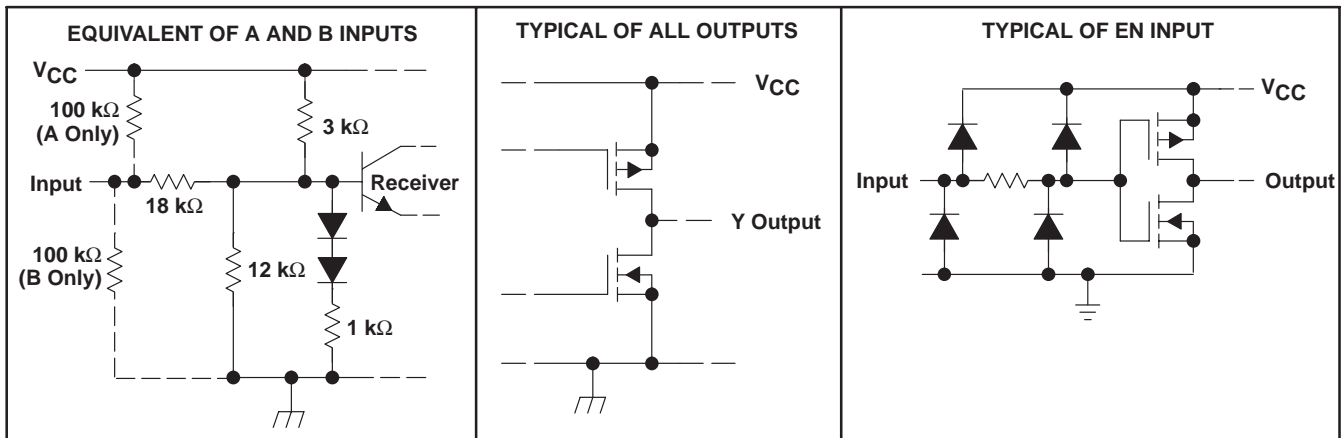 EQUIVALENT OF A AND B INPUTS
VCC
100 kΩ
(A Only)
3 kΩ
Input
18 kΩ
Receiver
100 kΩ
(B Only)
12 kΩ
1 kΩ
TYPICAL OF ALL OUTPUTS
VCC
Y Output
TYPICAL OF EN INPUT
VCC
Input
Output